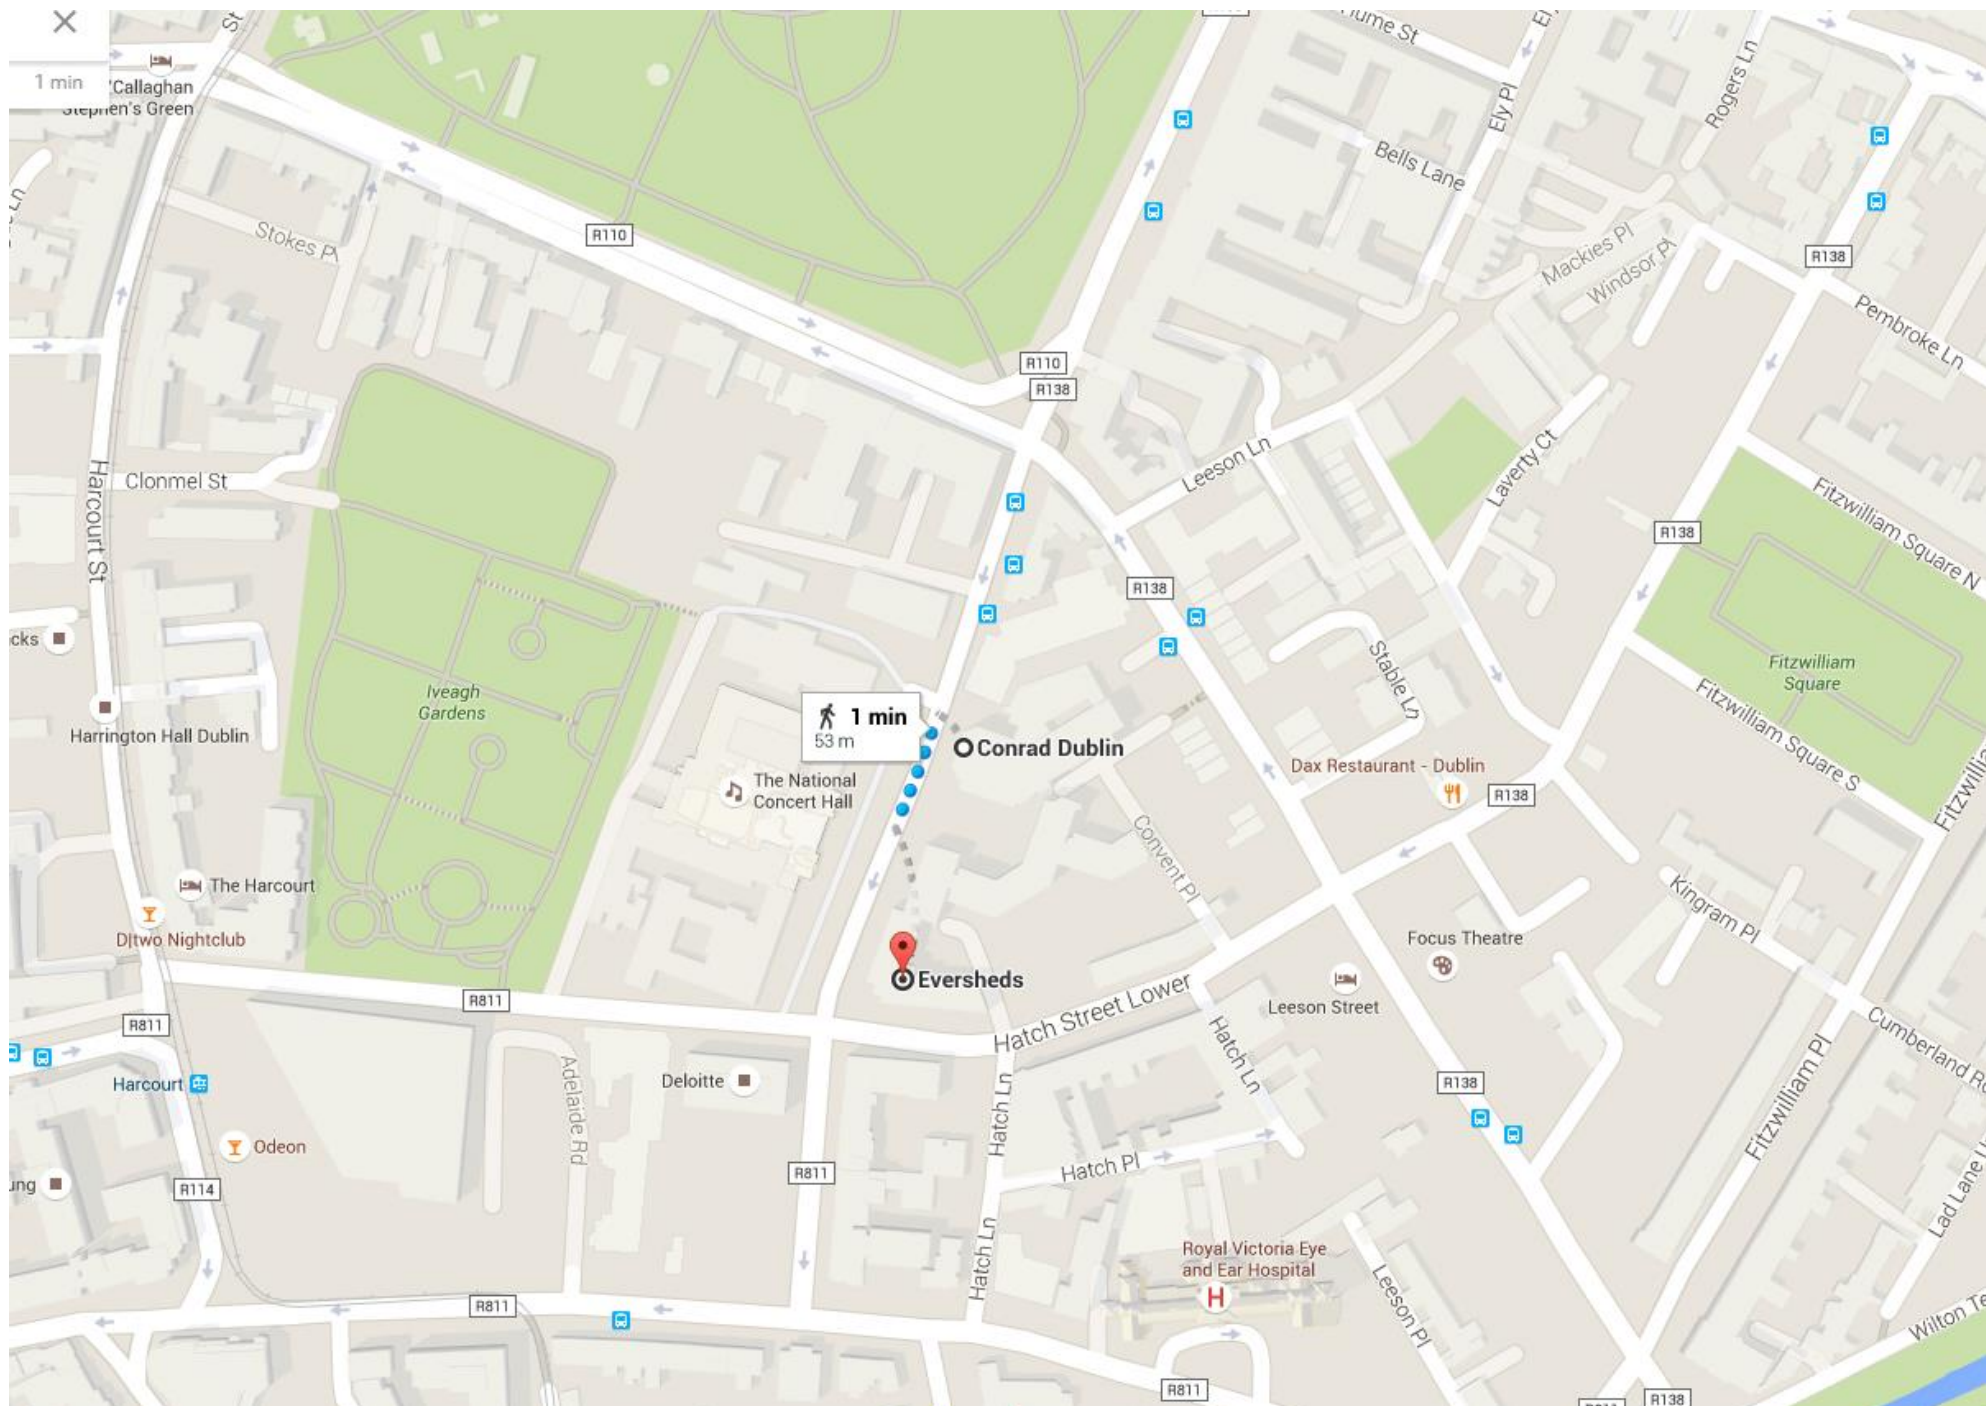 St
1 min
'Callaghan
Stephen's Green
Hume St
Ely Pl
Rogers Ln
Bells Lane
Stokes Pl
R110
Mackies Pl
Windsor Pl
R138
Pembroke Ln
R110
R138
Harcourt St
Clonmel St
Leeson Ln
Laverty Ct
Fitzwilliam Square N
R138
R138
cks
Iveagh
Gardens
Harrington Hall Dublin
Stable Ln
Fitzwilliam
Square
Fitzwilliam Square S
1 min
53 m
Conrad Dublin
The National
Concert Hall
Dax Restaurant - Dublin
R138
Convent Pl
The Harcourt
D|two Nightclub
Kingram Pl
Focus Theatre
Eversheds
Hatch Street Lower
Leeson Street
R811
R811
Hatch Ln
Cumberland R
Fitzwilliam Pl
Harcourt
Adelaide Rd
Deloitte
R138
Hatch Ln
Odeon
Hatch Pl
R811
ung
R114
Lad Lane
Hatch Ln
Royal Victoria Eye
and Ear Hospital
Leeson Pl
R811
Wilton Te
R811
R138